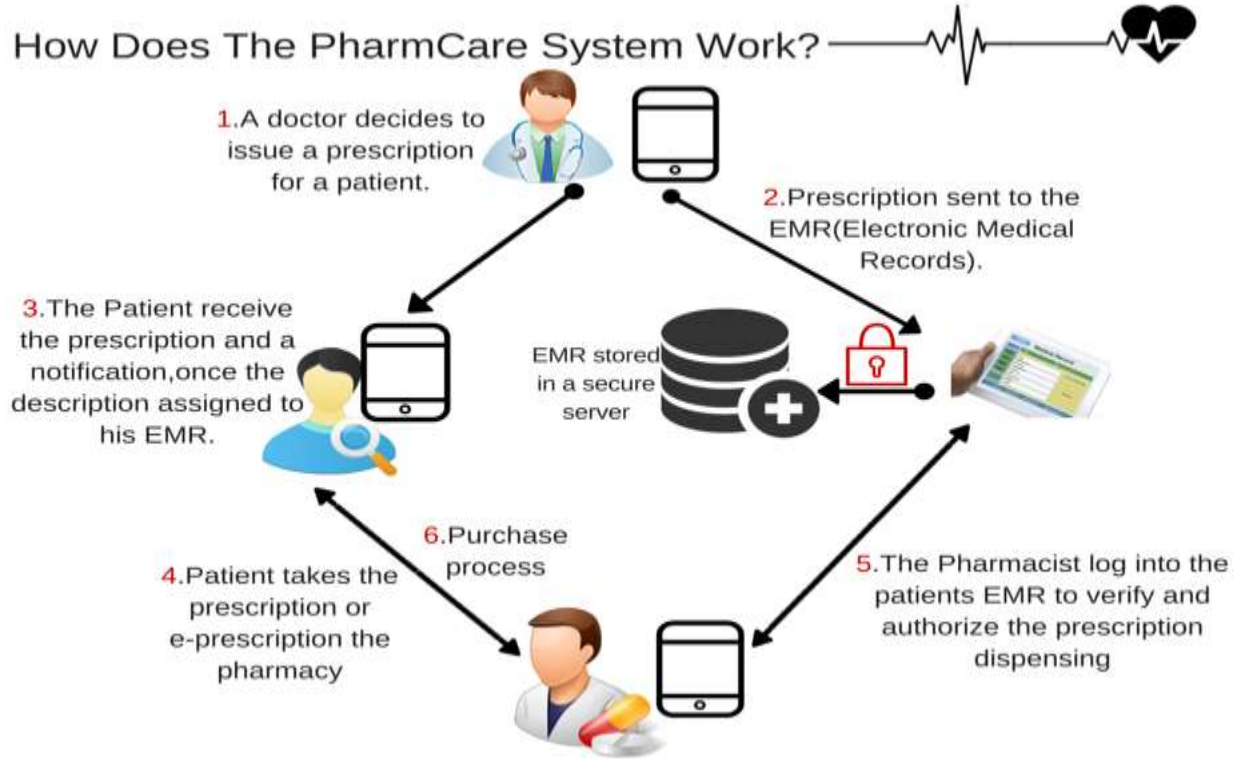 How Does The PharmCare System Work?
1.A doctor decides to
issue a prescription
for a patient.
2.Prescription sent to the
EMR(Electronic Medical
Records).
3.The Patient receive
the prescription and a
notification,once the
description assigned to
his EMR.
EMR stored
in a secure
server
6.Purchase
process
4.Patient takes the
prescription or
e-prescription the
pharmacy
5.The Pharmacist log into the
patients EMR to verify and
authorize the prescription
dispensing